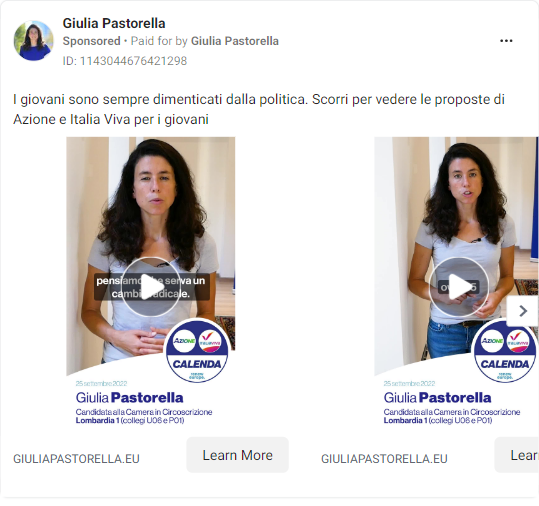 Giulia Pastorella
Sponsored • Paid for by Giulia Pastorella
ID: 1143044676421298
I giovani sono sempre dimenticati dalla politica. Scorri per vedere le proposte di
Azione e Italia Viva per i giovani
pensiamo che serva un
cambio radicale.
AZIONE
ITALIA VIVA
CALENDA
renew
europe.
25 settembre 2022
Giulia Pastorella
Candidata alla Camera in Circoscrizione
Lombardia 1 (collegi U06 e P01)
GIULIAPASTORELLA.EU
Learn More
AZIONE
ITALIA VIVA
CALENDA
renew
europe.
25 settembre 2022
Giulia Pastorella
Candidata alla Camera in Circoscrizione
Lombardia 1 (collegi U06 e P01)
GIULIAPASTORELLA.EU
Lear